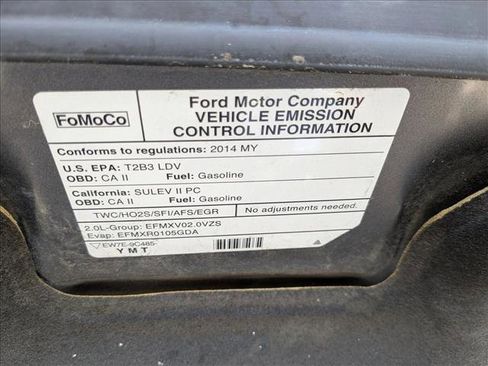 FoMoCo
Ford Motor Company
VEHICLE EMISSION
CONTROL INFORMATION
Conforms to regulations: 2014 MY
U.S. EPA: T2B3 LDV
OBD: CA II Fuel: Gasoline
California: SULEV II PC
OBD: CA II Fuel: Gasoline
TWC/HO2S/SFI/AFS/EGR
No adjustments needed.
2.0L-Group: EFMXV02.0VZS
Evap: EFMXR0105GDA
EW7E-9C485-
YMT